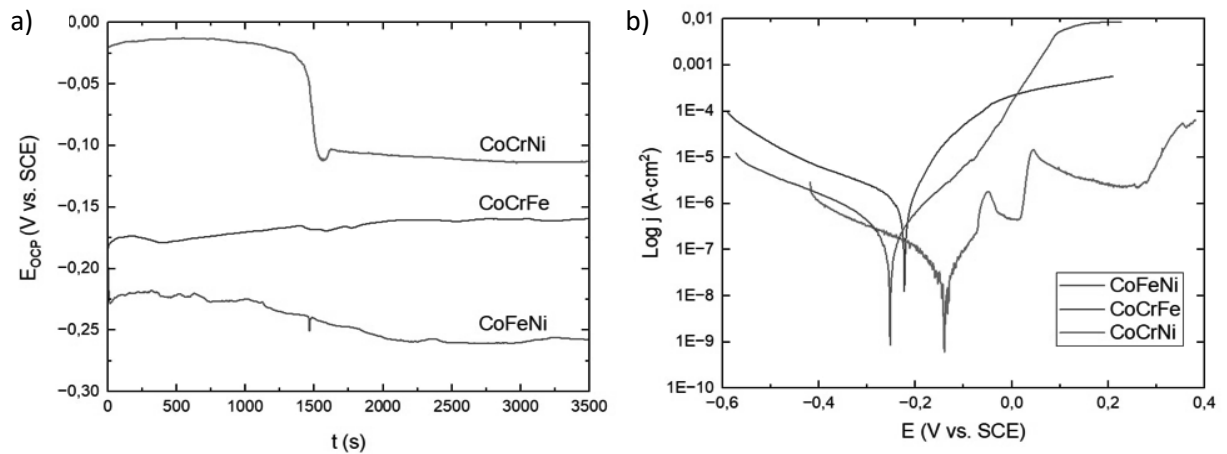 a)
0,00
−0,05
−0,10
−0,15
−0,20
−0,25
−0,30
E_OCP (V vs. SCE)
CoCrNi
CoCrFe
CoFeNi
0 500 1000 1500 2000 2500 3000 3500
t (s)
b)
0,01
0,001
1E−4
1E−5
1E−6
1E−7
1E−8
1E−9
1E−10
Log j (A·cm²)
CoFeNi
CoCrFe
CoCrNi
−0,6 −0,4 −0,2 0,0 0,2 0,4
E (V vs. SCE)